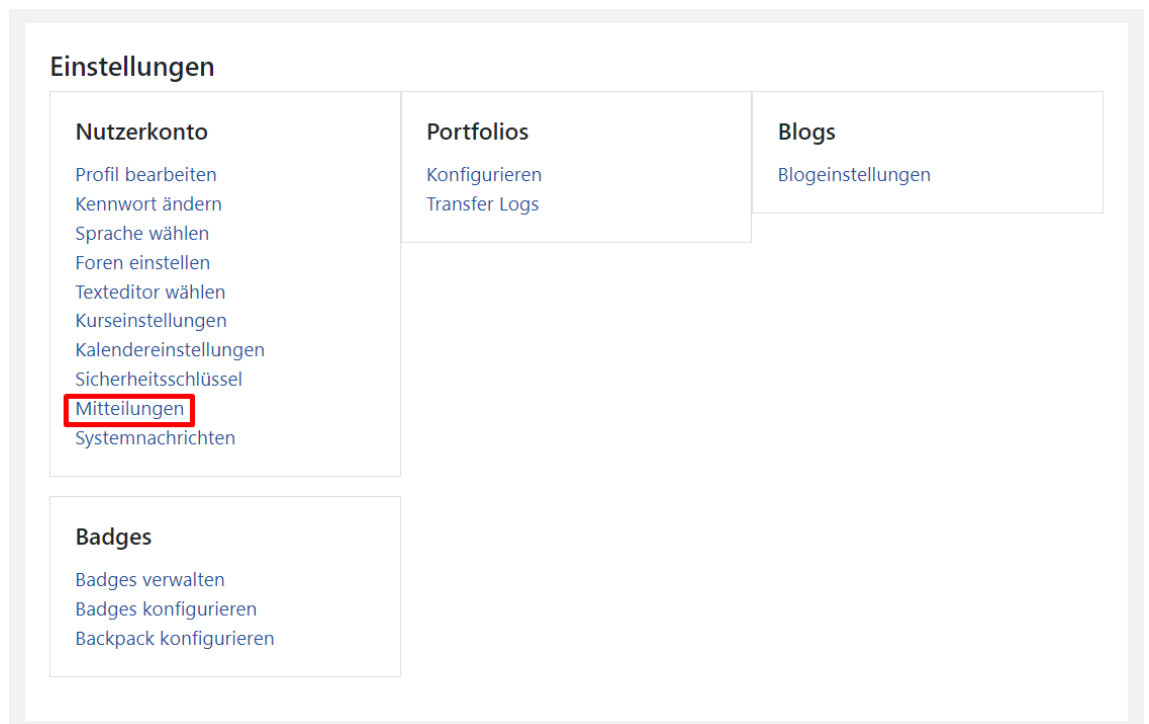 Einstellungen
Nutzerkonto
Profil bearbeiten
Kennwort ändern
Sprache wählen
Foren einstellen
Texteditor wählen
Kurseinstellungen
Kalendereinstellungen
Sicherheitsschlüssel
Mitteilungen
Systemnachrichten
Portfolios
Konfigurieren
Transfer Logs
Blogs
Blogeinstellungen
Badges
Badges verwalten
Badges konfigurieren
Backpack konfigurieren